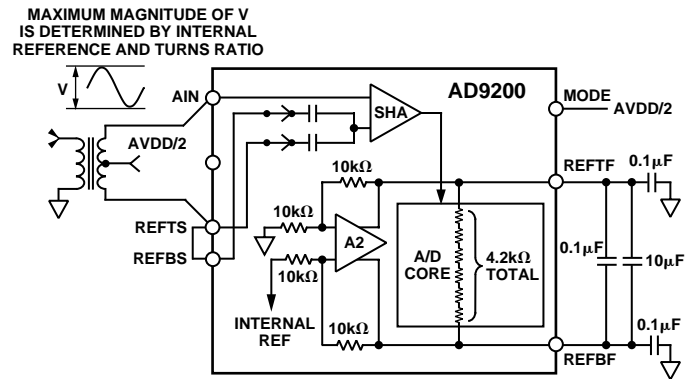 MAXIMUM MAGNITUDE OF V
IS DETERMINED BY INTERNAL
REFERENCE AND TURNS RATIO
V
AIN
SHA
AD9200
MODE
AVDD/2
AVDD/2
10kΩ
REFTF
0.1µF
REFTS
REFBS
10kΩ
A2
A/D
CORE
4.2kΩ
TOTAL
0.1µF
10µF
10kΩ
INTERNAL
REF
10kΩ
0.1µF
REFBF